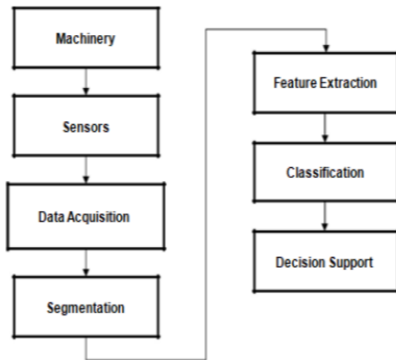 Machinery
Sensors
Data Acquisition
Segmentation
Feature Extraction
Classification
Decision Support